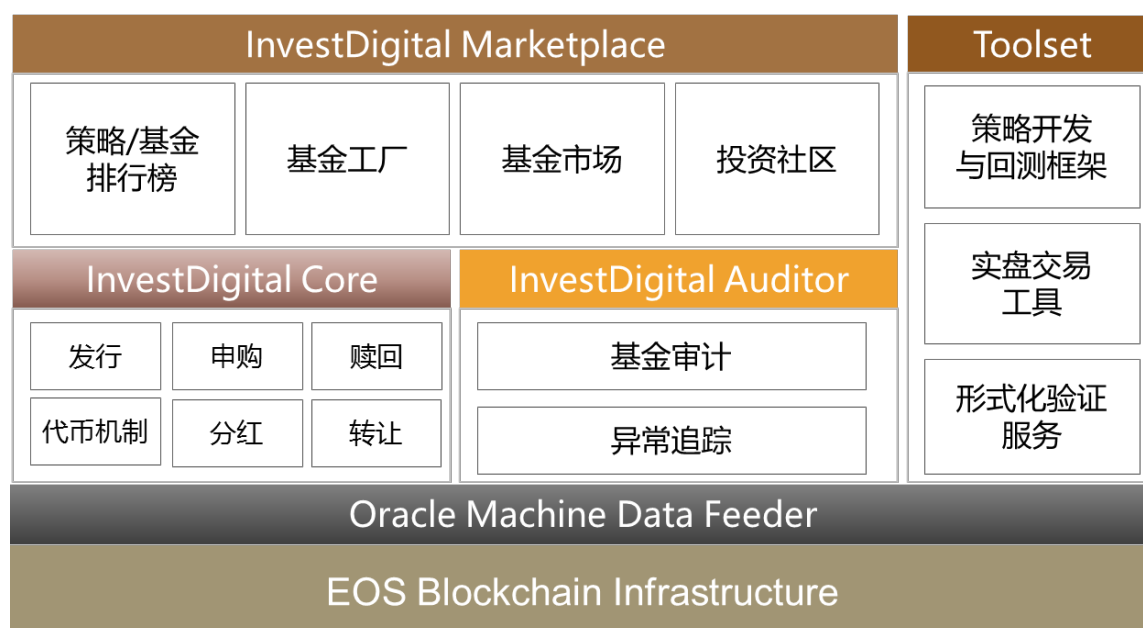 InvestDigital Marketplace
策略/基金
排行榜
基金工厂
基金市场
投资社区
InvestDigital Core
发行
申购
赎回
代币机制
分红
转让
InvestDigital Auditor
基金审计
异常追踪
Toolset
策略开发
与回测框架
实盘交易
工具
形式化验证
服务
Oracle Machine Data Feeder
EOS Blockchain Infrastructure